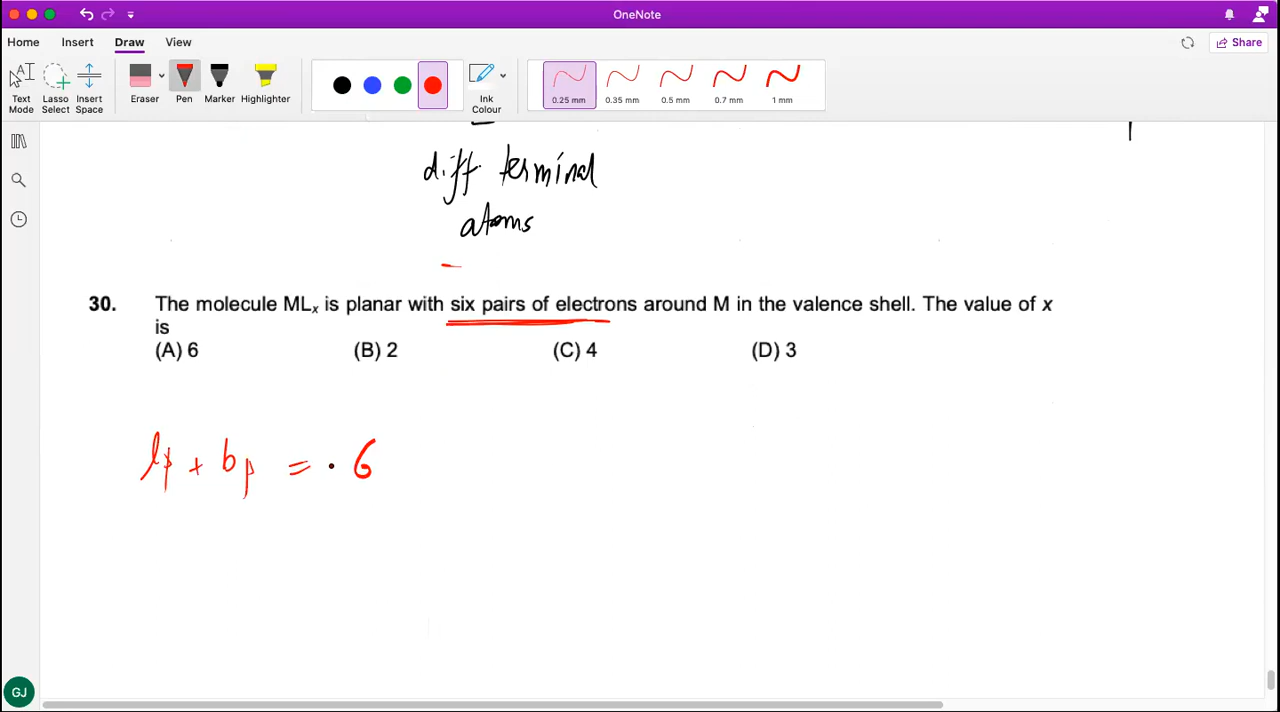 OneNote
Home Insert Draw View
Share
Text Mode
Lasso Select
Insert Space
Eraser
Pen
Marker
Highlighter
Ink Colour
0.25 mm
0.35 mm
0.5 mm
0.7 mm
1 mm
diff terminal
atoms
30. The molecule MLx is planar with six pairs of electrons around M in the valence shell. The value of x
is
(A) 6 (B) 2 (C) 4 (D) 3
lp + bp = 6
GJ